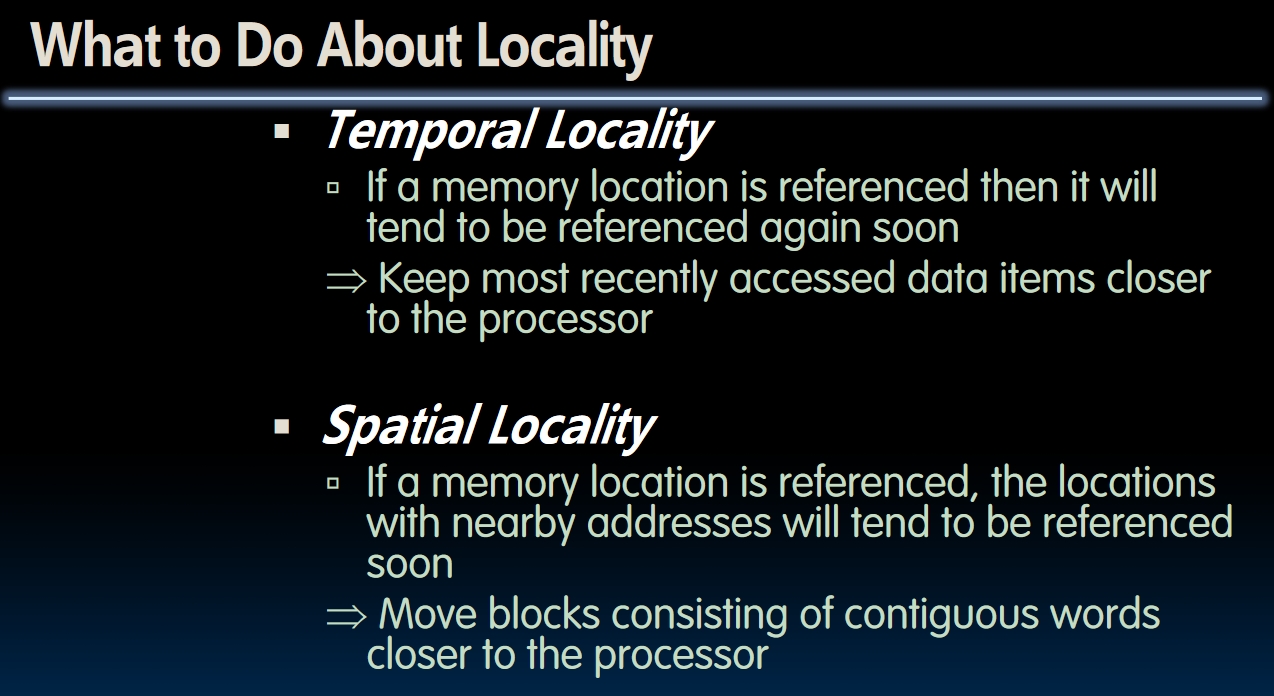 What to Do About Locality
▪ Temporal Locality
▫ If a memory location is referenced then it will
tend to be referenced again soon
⇒ Keep most recently accessed data items closer
to the processor
▪ Spatial Locality
▫ If a memory location is referenced, the locations
with nearby addresses will tend to be referenced
soon
⇒ Move blocks consisting of contiguous words
closer to the processor